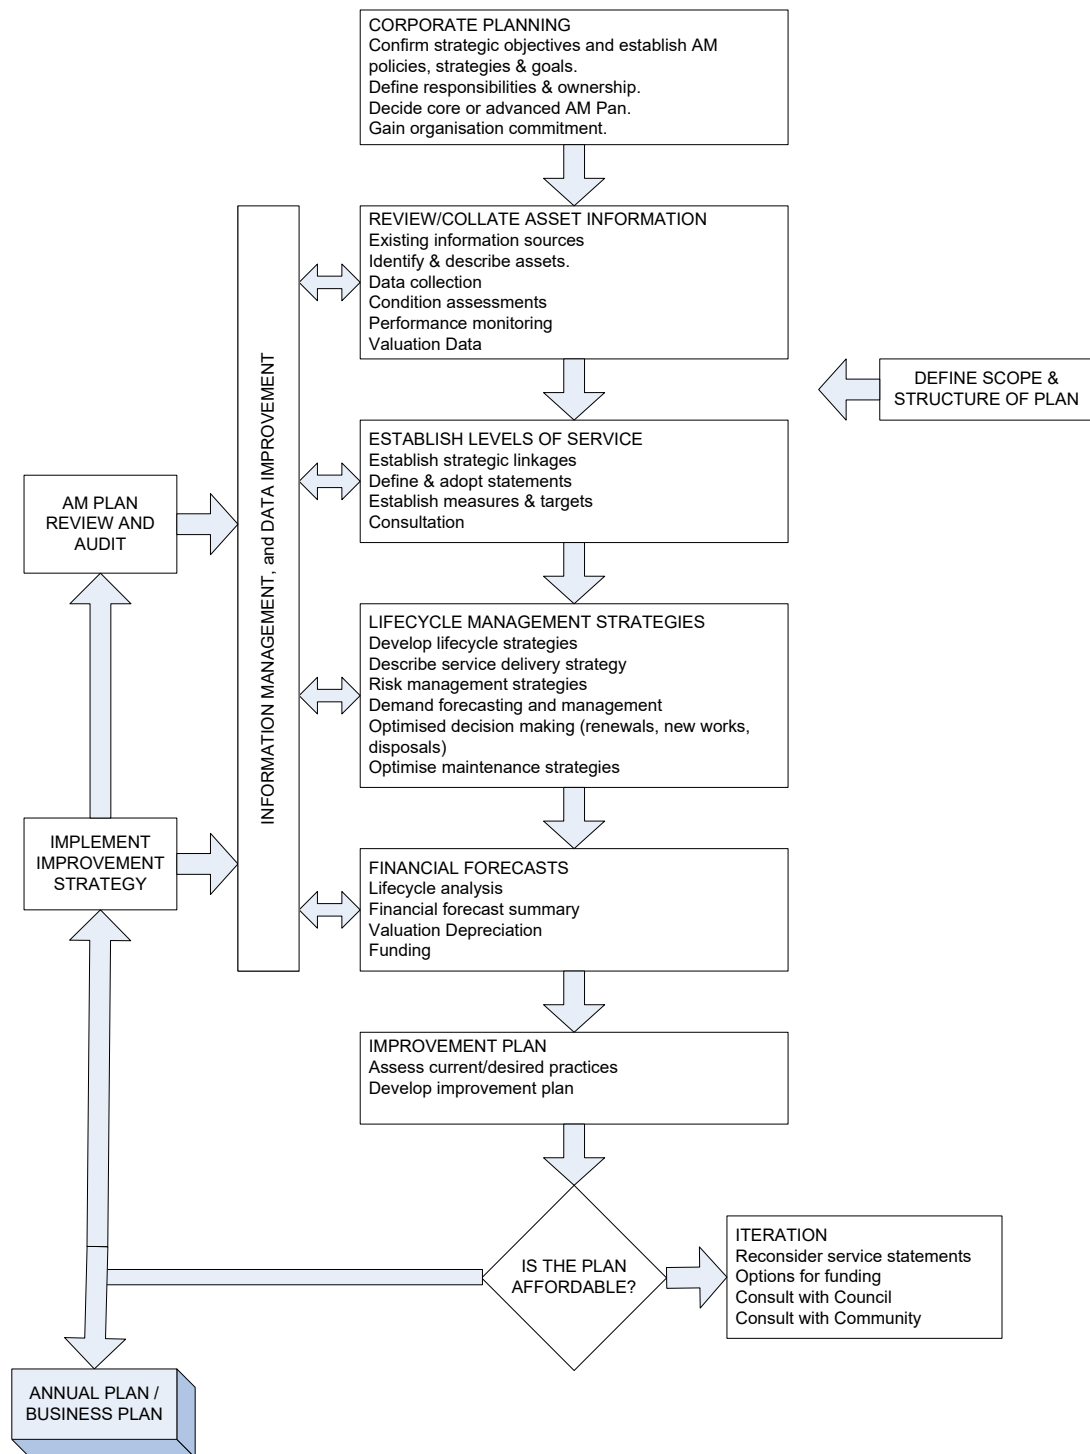 CORPORATE PLANNING
Confirm strategic objectives and establish AM
policies, strategies & goals.
Define responsibilities & ownership.
Decide core or advanced AM Pan.
Gain organisation commitment.
REVIEW/COLLATE ASSET INFORMATION
Existing information sources
Identify & describe assets.
Data collection
Condition assessments
Performance monitoring
Valuation Data
INFORMATION MANAGEMENT, and DATA IMPROVEMENT
DEFINE SCOPE &
STRUCTURE OF PLAN
ESTABLISH LEVELS OF SERVICE
Establish strategic linkages
Define & adopt statements
Establish measures & targets
Consultation
AM PLAN
REVIEW AND
AUDIT
LIFECYCLE MANAGEMENT STRATEGIES
Develop lifecycle strategies
Describe service delivery strategy
Risk management strategies
Demand forecasting and management
Optimised decision making (renewals, new works,
disposals)
Optimise maintenance strategies
IMPLEMENT
IMPROVEMENT
STRATEGY
FINANCIAL FORECASTS
Lifecycle analysis
Financial forecast summary
Valuation Depreciation
Funding
IMPROVEMENT PLAN
Assess current/desired practices
Develop improvement plan
IS THE PLAN
AFFORDABLE?
ITERATION
Reconsider service statements
Options for funding
Consult with Council
Consult with Community
ANNUAL PLAN /
BUSINESS PLAN